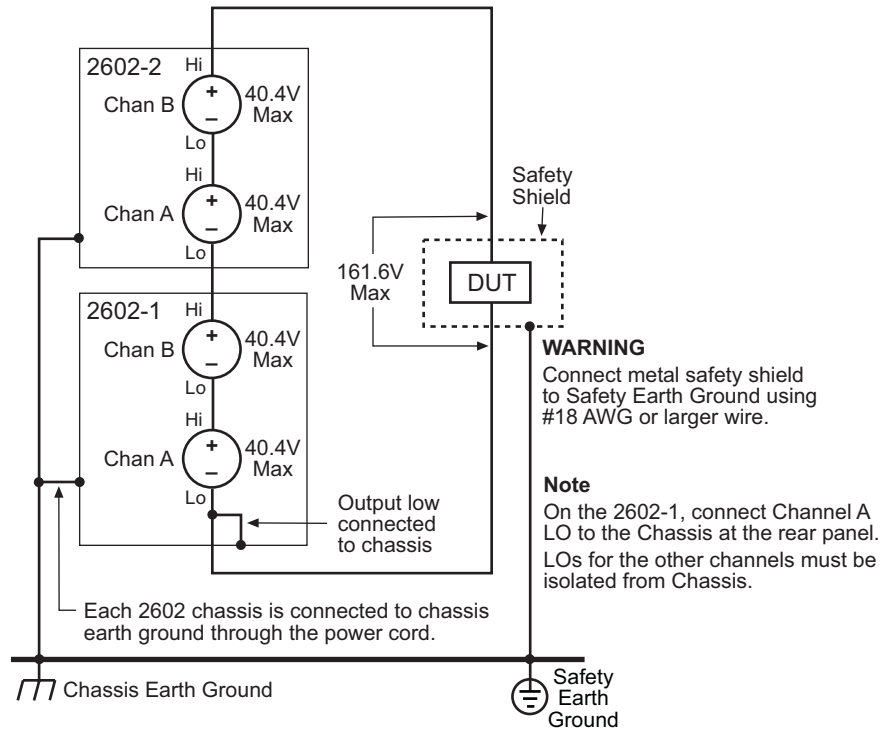 2602-2
Hi
Chan B
+
–
40.4V
Max
Lo
Hi
Chan A
+
–
40.4V
Max
Lo
2602-1
Hi
Chan B
+
–
40.4V
Max
Lo
Hi
Chan A
+
–
40.4V
Max
Lo
Output low
connected
to chassis
161.6V
Max
Safety
Shield
DUT
WARNING
Connect metal safety shield
to Safety Earth Ground using
#18 AWG or larger wire.
Note
On the 2602-1, connect Channel A
LO to the Chassis at the rear panel.
LOs for the other channels must be
isolated from Chassis.
Each 2602 chassis is connected to chassis
earth ground through the power cord.
Chassis Earth Ground
Safety
Earth
Ground